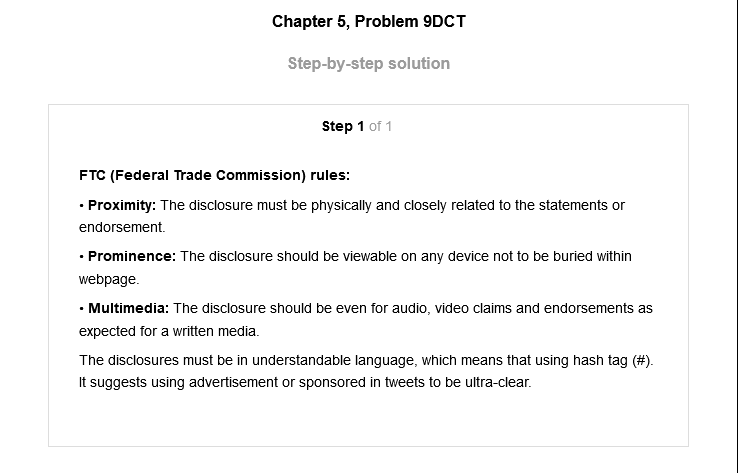 Chapter 5, Problem 9DCT
Step-by-step solution
Step 1 of 1
FTC (Federal Trade Commission) rules:
• Proximity: The disclosure must be physically and closely related to the statements or
endorsement.
• Prominence: The disclosure should be viewable on any device not to be buried within
webpage.
• Multimedia: The disclosure should be even for audio, video claims and endorsements as
expected for a written media.
The disclosures must be in understandable language, which means that using hash tag (#).
It suggests using advertisement or sponsored in tweets to be ultra-clear.